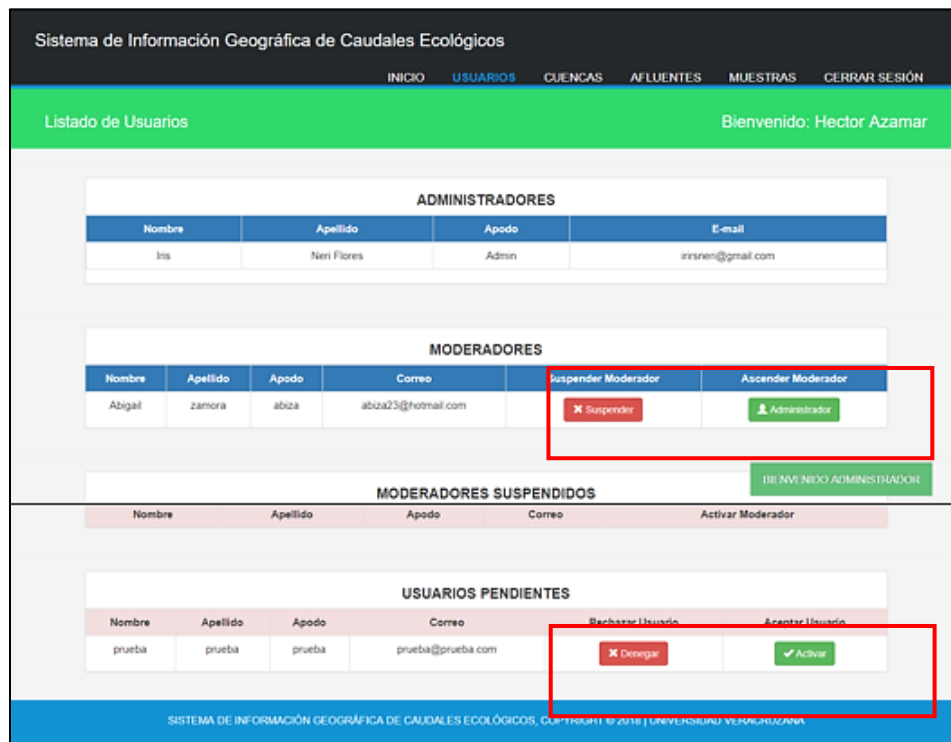 Sistema de Información Geográfica de Caudales Ecológicos
INICIO USUARIOS CUENCAS AFLUENTES MUESTRAS CERRAR SESIÓN
Listado de Usuarios Bienvenido: Hector Azamar
ADMINISTRADORES
Nombre Apellido Apodo E-mail
Iris Neri Flores Admin irirsneri@gmail.com
MODERADORES
Nombre Apellido Apodo Correo Suspender Moderador Ascender Moderador
Abigail zamora abiza abiza23@hotmail.com Suspender Administrador
BIENVENIDO ADMINISTRADOR
MODERADORES SUSPENDIDOS
Nombre Apellido Apodo Correo Activar Moderador
USUARIOS PENDIENTES
Nombre Apellido Apodo Correo Rechazar Usuario Aceptar Usuario
prueba prueba prueba prueba@prueba.com Denegar Activar
SISTEMA DE INFORMACIÓN GEOGRÁFICA DE CAUDALES ECOLÓGICOS, COPYRIGHT © 2018 | UNIVERSIDAD VERACRUZANA